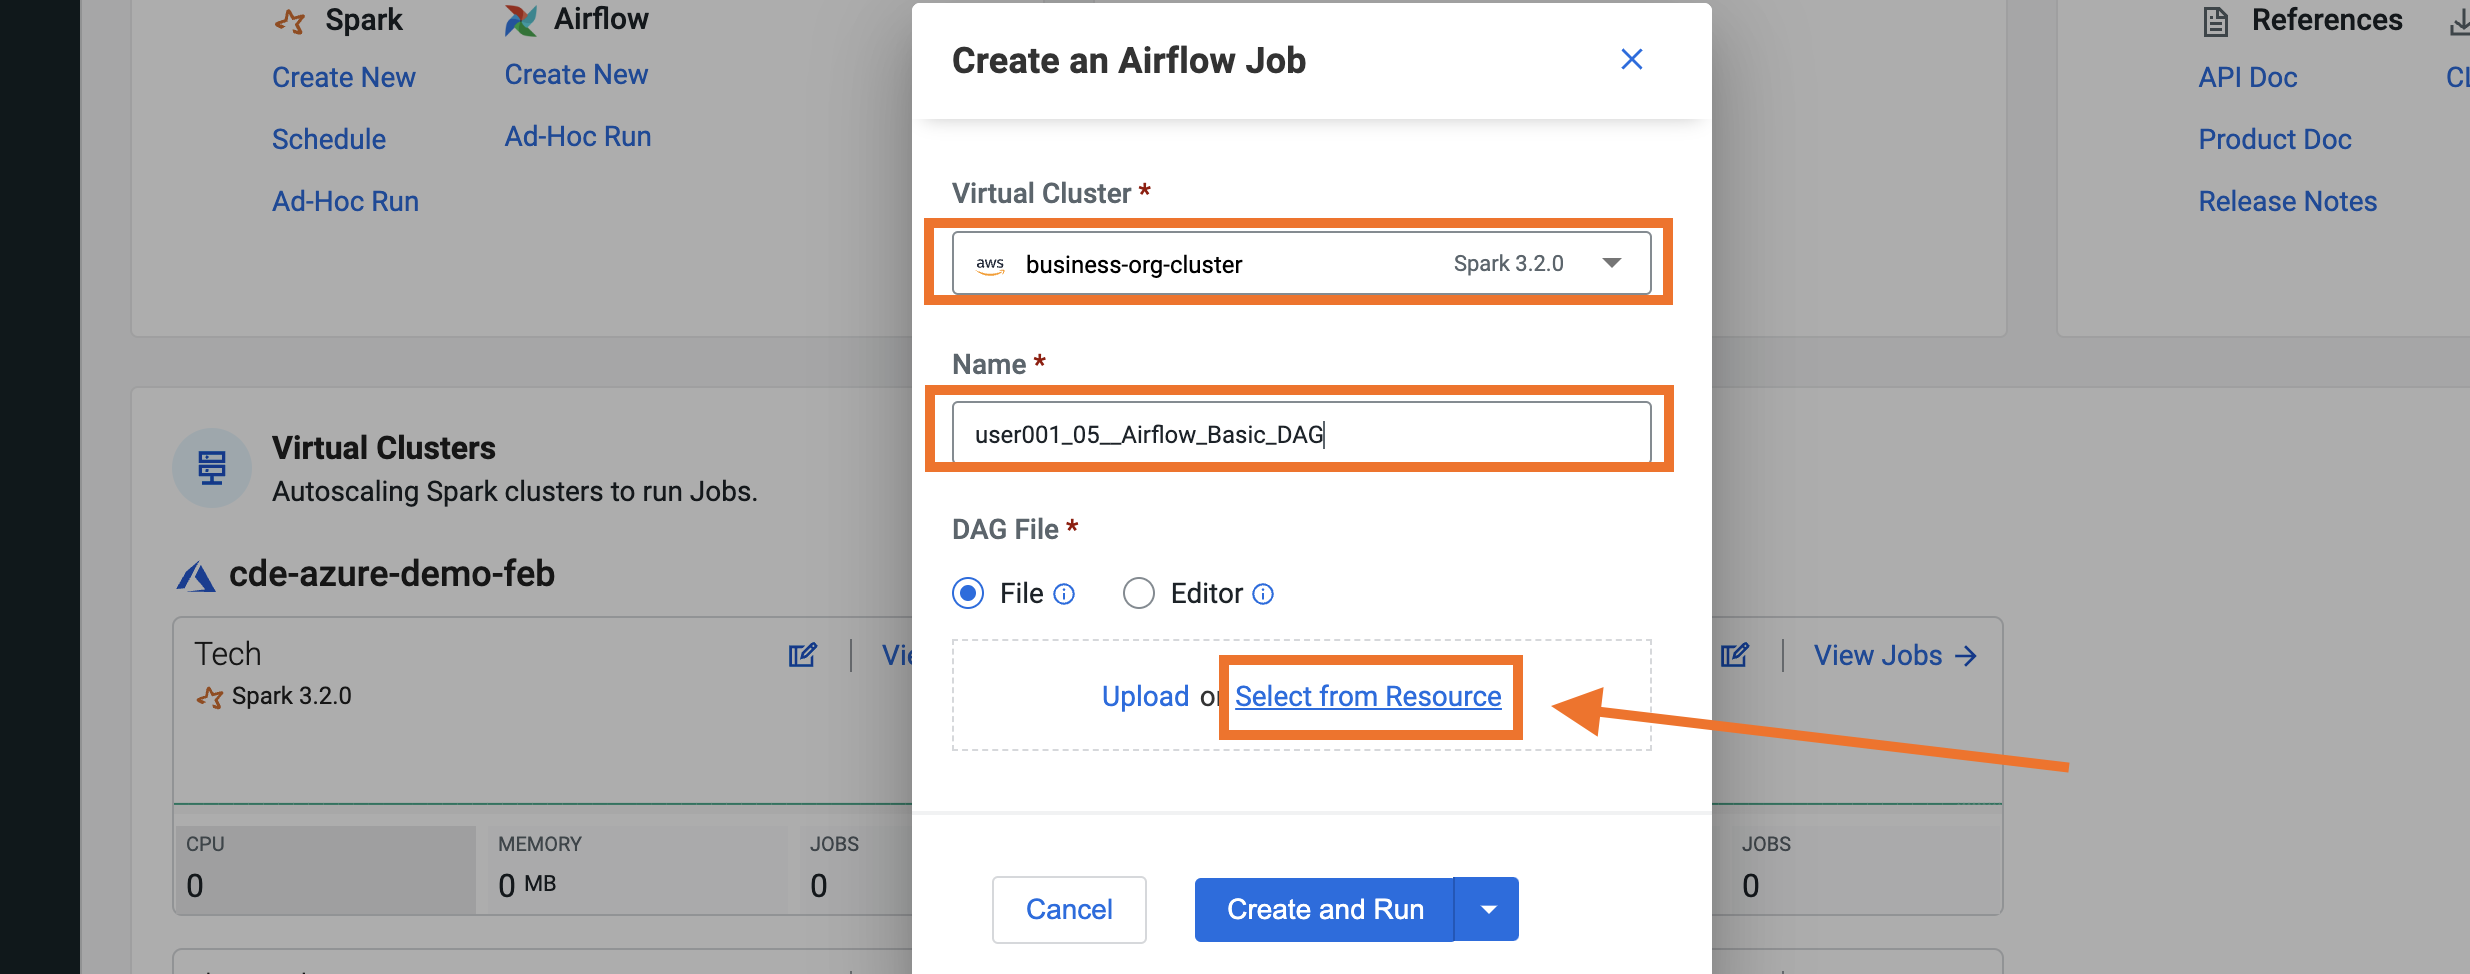 Spark
Airflow
Create New
Create New
Schedule
Ad-Hoc Run
Ad-Hoc Run
References
API Doc
Product Doc
Release Notes
Create an Airflow Job
Virtual Cluster *
aws business-org-cluster Spark 3.2.0
Name *
user001_05__Airflow_Basic_DAG
DAG File *
File
Editor
Upload or Select from Resource
Cancel
Create and Run
Virtual Clusters
Autoscaling Spark clusters to run Jobs.
cde-azure-demo-feb
Tech
Spark 3.2.0
View Jobs
CPU
0
MEMORY
0 MB
JOBS
0
JOBS
0